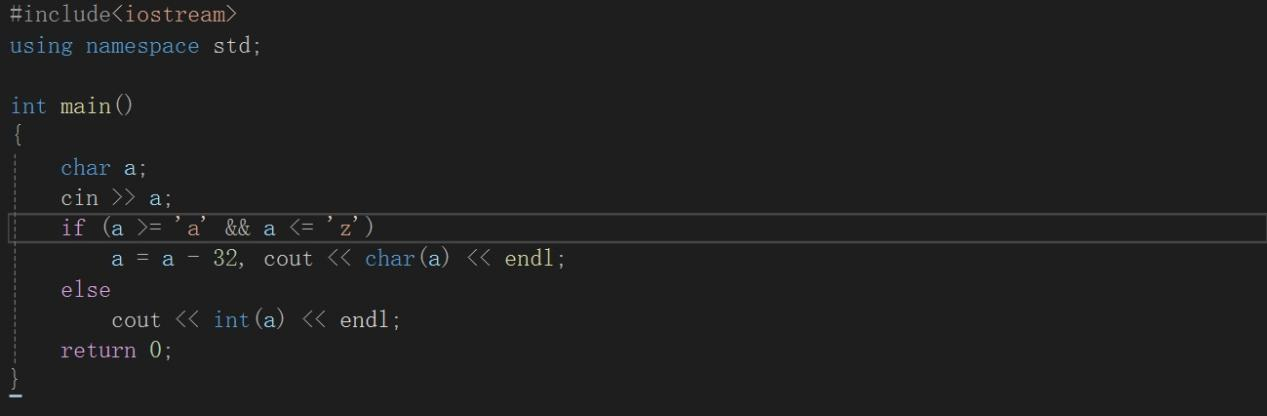 #include<iostream>
using namespace std;
int main()
{
char a;
cin >> a;
if (a >= 'a' && a <= 'z')
a = a - 32, cout << char(a) << endl;
else
cout << int(a) << endl;
return 0;
}